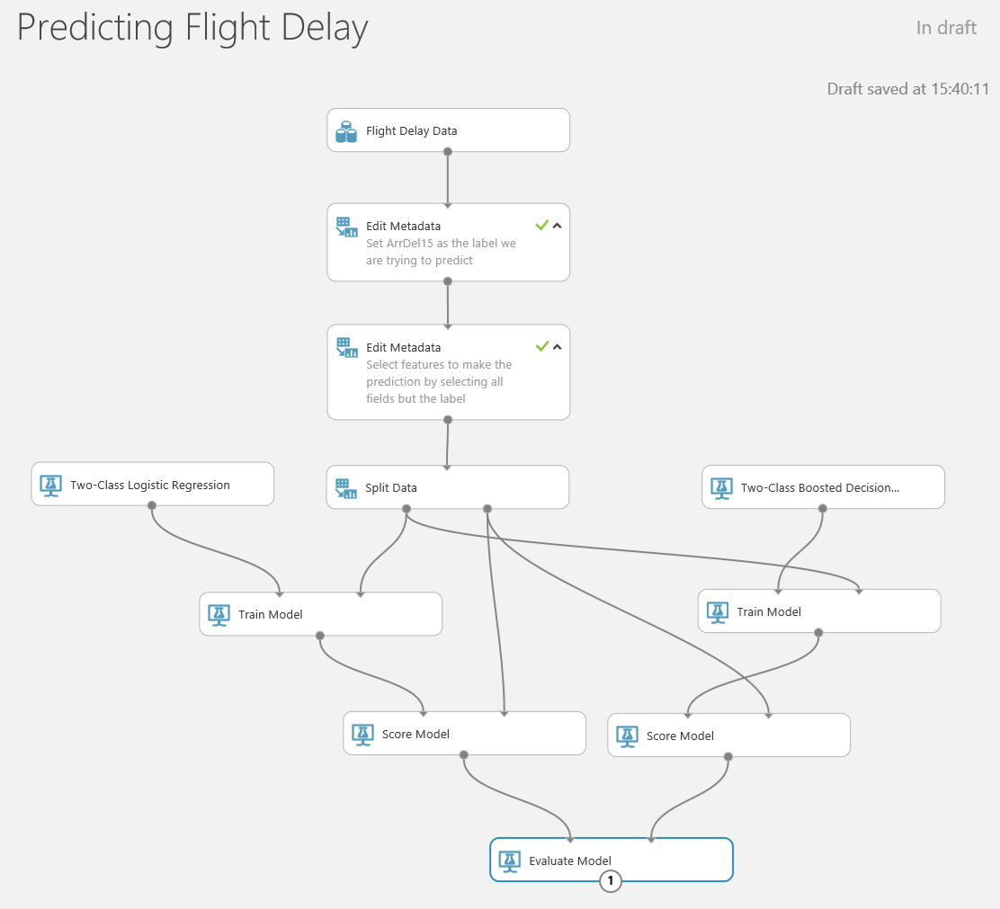 Predicting Flight Delay
In draft
Draft saved at 15:40:11
Flight Delay Data
Edit Metadata
Set ArrDel15 as the label we
are trying to predict
Edit Metadata
Select features to make the
prediction by selecting all
fields but the label
Two-Class Logistic Regression
Split Data
Two-Class Boosted Decision...
Train Model
Train Model
Score Model
Score Model
Evaluate Model
1